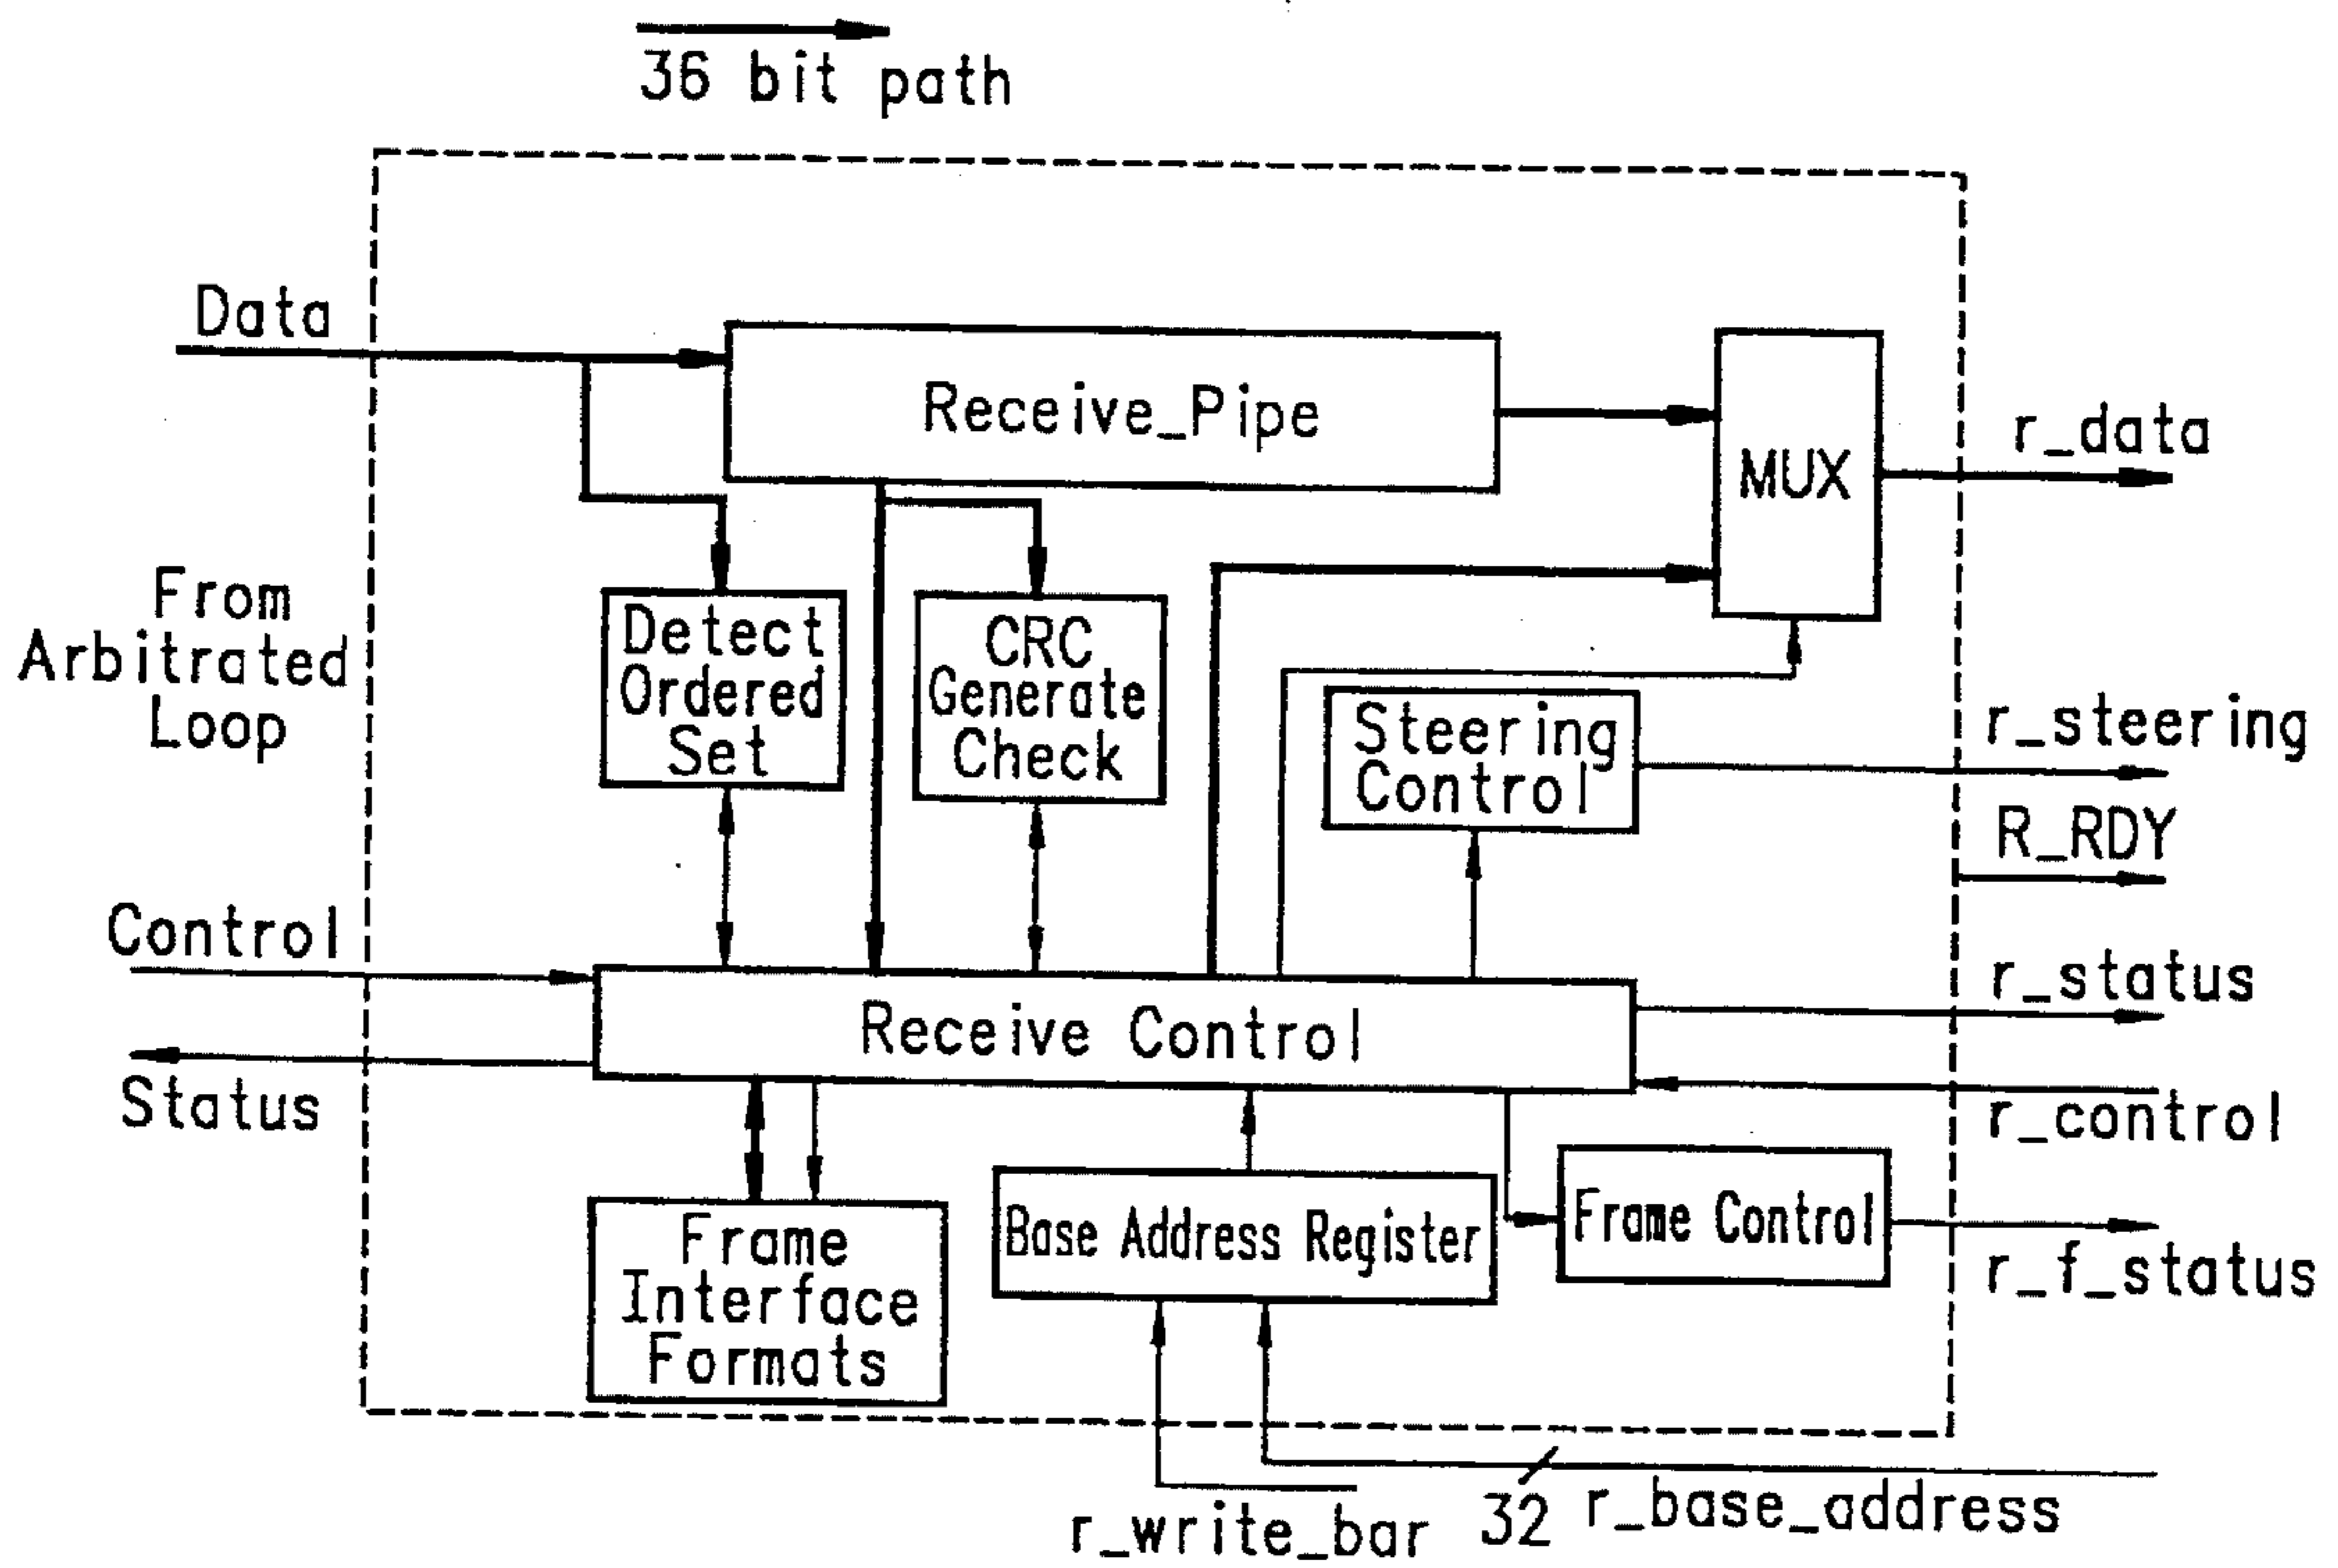 36 bit path
Data
Receive_Pipe
MUX
r_data
From
Arbitrated
Loop
Detect
Ordered
Set
CRC
Generate
Check
Steering
Control
r_steering
R_RDY
Control
Status
Receive Control
r_status
r_control
Frame
Interface
Formats
Base Address Register
Frame Control
r_f_status
r_write_bar
32
r_base_address